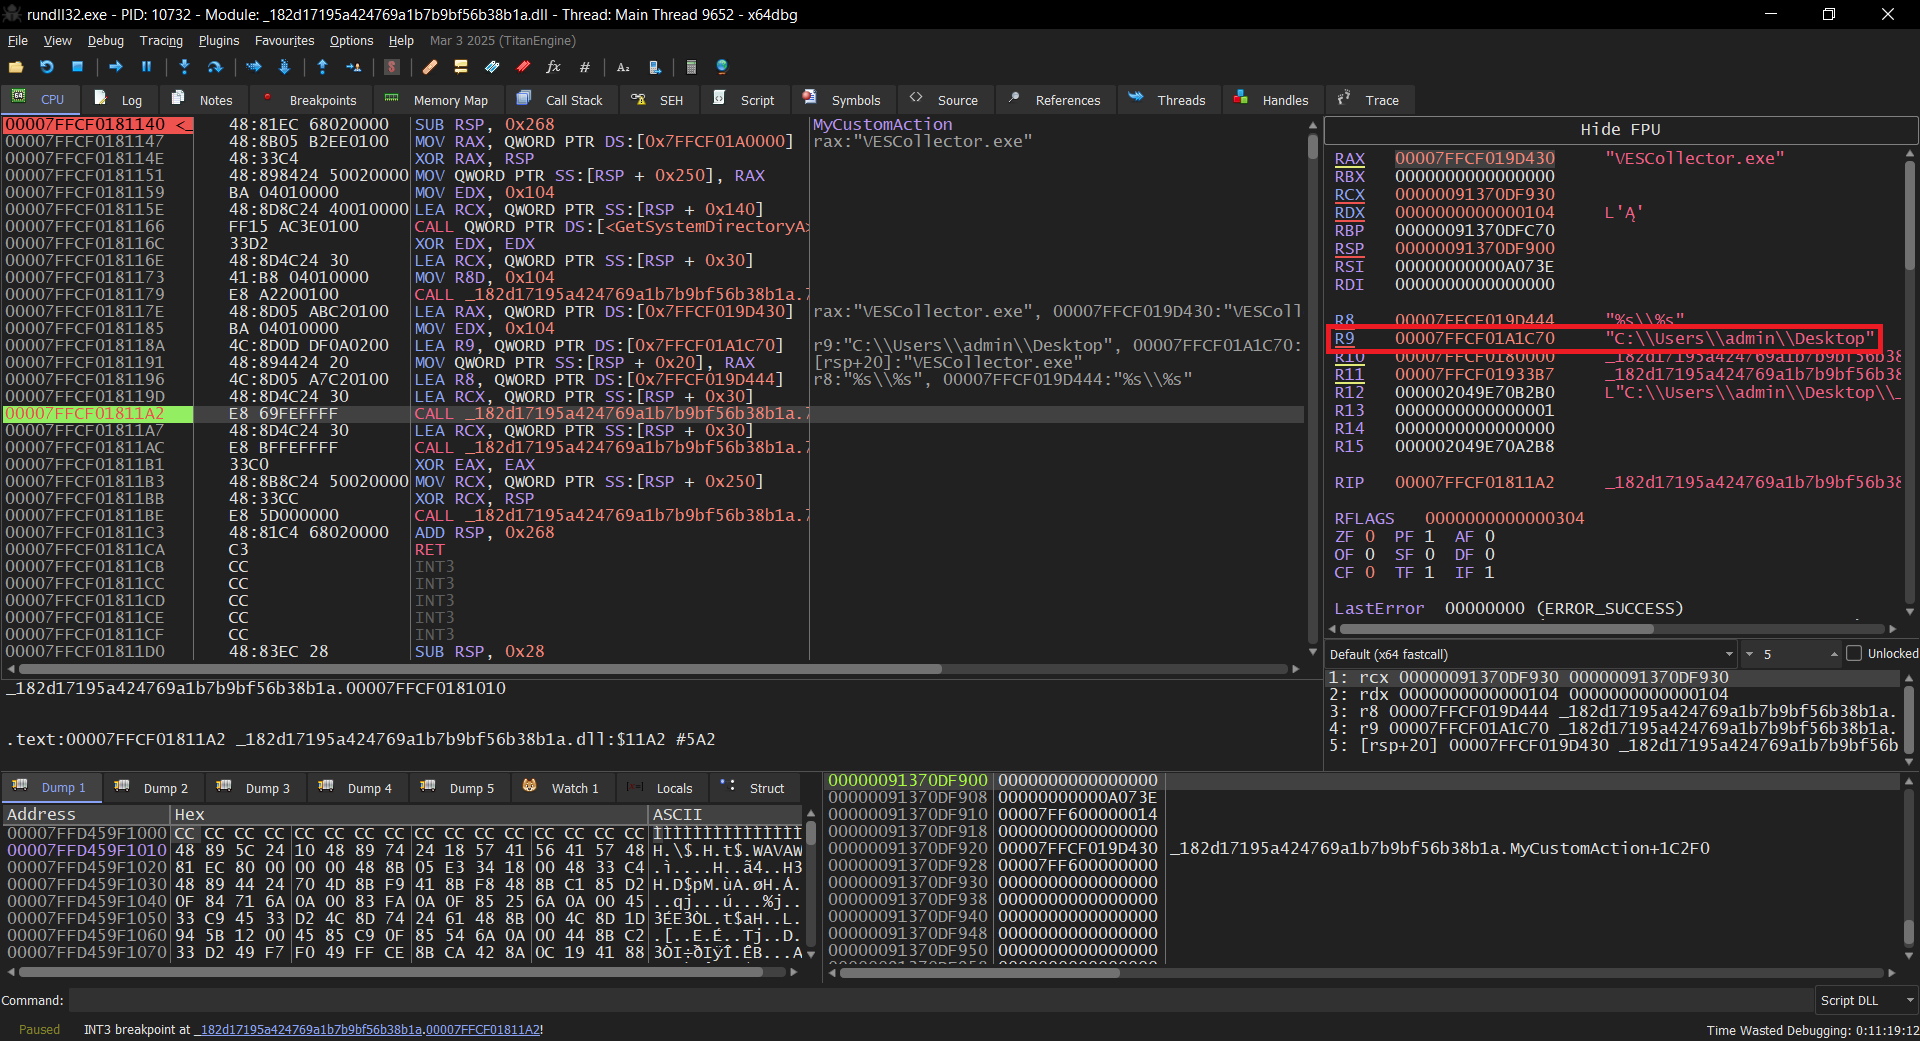 rundll32.exe - PID: 10732 - Module: _182d17195a424769a1b7b9bf56b38b1a.dll - Thread: Main Thread 9652 - x64dbg
File View Debug Tracing Plugins Favourites Options Help Mar 3 2025 (TitanEngine)
CPU Log Notes Breakpoints Memory Map Call Stack SEH Script Symbols Source References Threads Handles Trace
00007FFCF0181140 <_ 48:81EC 68020000 SUB RSP, 0x268 MyCustomAction
00007FFCF0181147 48:8B05 B2EE0100 MOV RAX, QWORD PTR DS:[0x7FFCF01A0000] rax:"VESCollector.exe"
00007FFCF018114E 48:33C4 XOR RAX, RSP
00007FFCF0181151 48:898424 50020000 MOV QWORD PTR SS:[RSP + 0x250], RAX
00007FFCF0181159 BA 04010000 MOV EDX, 0x104
00007FFCF018115E 48:8D8C24 40010000 LEA RCX, QWORD PTR SS:[RSP + 0x140]
00007FFCF0181166 FF15 AC3E0100 CALL QWORD PTR DS:[<GetSystemDirectoryA>
00007FFCF018116C 33D2 XOR EDX, EDX
00007FFCF018116E 48:8D4C24 30 LEA RCX, QWORD PTR SS:[RSP + 0x30]
00007FFCF0181173 41:B8 04010000 MOV R8D, 0x104
00007FFCF0181179 E8 A2200100 CALL _182d17195a424769a1b7b9bf56b38b1a.7
00007FFCF018117E 48:8D05 ABC20100 LEA RAX, QWORD PTR DS:[0x7FFCF019D430] rax:"VESCollector.exe", 00007FFCF019D430:"VESColl
00007FFCF0181185 BA 04010000 MOV EDX, 0x104
00007FFCF018118A 4C:8D0D DF0A0200 LEA R9, QWORD PTR DS:[0x7FFCF01A1C70] r9:"C:\\Users\\admin\\Desktop", 00007FFCF01A1C70:
00007FFCF0181191 48:894424 20 MOV QWORD PTR SS:[RSP + 0x20], RAX [rsp+20]:"VESCollector.exe"
00007FFCF0181196 4C:8D05 A7C20100 LEA R8, QWORD PTR DS:[0x7FFCF019D444] r8:"%s\\%s", 00007FFCF019D444:"%s\\%s"
00007FFCF018119D 48:8D4C24 30 LEA RCX, QWORD PTR SS:[RSP + 0x30]
00007FFCF01811A2 E8 69FEFFFF CALL _182d17195a424769a1b7b9bf56b38b1a.7
00007FFCF01811A7 48:8D4C24 30 LEA RCX, QWORD PTR SS:[RSP + 0x30]
00007FFCF01811AC E8 BFFEFFFF CALL _182d17195a424769a1b7b9bf56b38b1a.7
00007FFCF01811B1 33C0 XOR EAX, EAX
00007FFCF01811B3 48:8B8C24 50020000 MOV RCX, QWORD PTR SS:[RSP + 0x250]
00007FFCF01811BB 48:33CC XOR RCX, RSP
00007FFCF01811BE E8 5D000000 CALL _182d17195a424769a1b7b9bf56b38b1a.7
00007FFCF01811C3 48:81C4 68020000 ADD RSP, 0x268
00007FFCF01811CA C3 RET
00007FFCF01811CB CC INT3
00007FFCF01811CC CC INT3
00007FFCF01811CD CC INT3
00007FFCF01811CE CC INT3
00007FFCF01811CF CC INT3
00007FFCF01811D0 48:83EC 28 SUB RSP, 0x28
_182d17195a424769a1b7b9bf56b38b1a.00007FFCF0181010
.text:00007FFCF01811A2 _182d17195a424769a1b7b9bf56b38b1a.dll:$11A2 #5A2
Hide FPU
RAX 00007FFCF019D430 "VESCollector.exe"
RBX 0000000000000000
RCX 00000091370DF930
RDX 0000000000000104 L'Ą'
RBP 00000091370DFC70
RSP 00000091370DF900
RSI 00000000000A073E
RDI 0000000000000000
R8 00007FFCF019D444 "%s\\%s"
R9 00007FFCF01A1C70 "C:\\Users\\admin\\Desktop"
R10 00007FFCF0180000 _182d17195a424769a1b7b9bf56b38
R11 00007FFCF01933B7 _182d17195a424769a1b7b9bf56b38
R12 000002049E70B2B0 L"C:\\Users\\admin\\Desktop\\_
R13 0000000000000001
R14 0000000000000000
R15 000002049E70A2B8
RIP 00007FFCF01811A2 _182d17195a424769a1b7b9bf56b38
RFLAGS 0000000000000304
ZF 0 PF 1 AF 0
OF 0 SF 0 DF 0
CF 0 TF 1 IF 1
LastError 00000000 (ERROR_SUCCESS)
Default (x64 fastcall) 5 Unlocked
1: rcx 00000091370DF930 00000091370DF930
2: rdx 0000000000000104 0000000000000104
3: r8 00007FFCF019D444 _182d17195a424769a1b7b9bf56b38b1a.
4: r9 00007FFCF01A1C70 _182d17195a424769a1b7b9bf56b38b1a.
5: [rsp+20] 00007FFCF019D430 _182d17195a424769a1b7b9bf56b
Dump 1 Dump 2 Dump 3 Dump 4 Dump 5 Watch 1 Locals Struct
Address Hex ASCII
00007FFD459F1000 CC CC CC CC CC CC CC CC CC CC CC CC CC CC CC CC ÌÌÌÌÌÌÌÌÌÌÌÌÌÌÌ
00007FFD459F1010 48 89 5C 24 10 48 89 74 24 18 57 41 56 41 57 48 H.\$.H.t$.WAVAW
00007FFD459F1020 81 EC 80 00 00 00 48 8B 05 E3 34 18 00 48 33 C4 .ì....H..ã4..H3
00007FFD459F1030 48 89 44 24 70 4D 8B F9 41 8B F8 48 8B C1 85 D2 H.D$pM.ùA.øH.Á.
00007FFD459F1040 0F 84 71 6A 0A 00 83 FA 0A 0F 85 25 6A 0A 00 45 ..qj...ú...%j..
00007FFD459F1050 33 C9 45 33 D2 4C 8D 74 24 61 48 8B 00 4C 8D 1D 3ÉE3ÒL.t$aH..L.
00007FFD459F1060 94 5B 12 00 45 85 C9 0F 85 54 6A 0A 00 44 8B C2 .[..E.É..Tj..D.
00007FFD459F1070 33 D2 49 F7 F0 49 FF CE 8B CA 42 8A 0C 19 41 88 3ÒI÷ðIÿÎ.ÊB...A
00000091370DF900 0000000000000000
00000091370DF908 00000000000A073E
00000091370DF910 00007FF600000014
00000091370DF918 0000000000000000
00000091370DF920 00007FFCF019D430 _182d17195a424769a1b7b9bf56b38b1a.MyCustomAction+1C2F0
00000091370DF928 00007FF600000000
00000091370DF930 0000000000000000
00000091370DF938 0000000000000000
00000091370DF940 0000000000000000
00000091370DF948 0000000000000000
00000091370DF950 0000000000000000
Command: Script DLL
Paused INT3 breakpoint at _182d17195a424769a1b7b9bf56b38b1a.00007FFCF01811A2! Time Wasted Debugging: 0:11:19:12